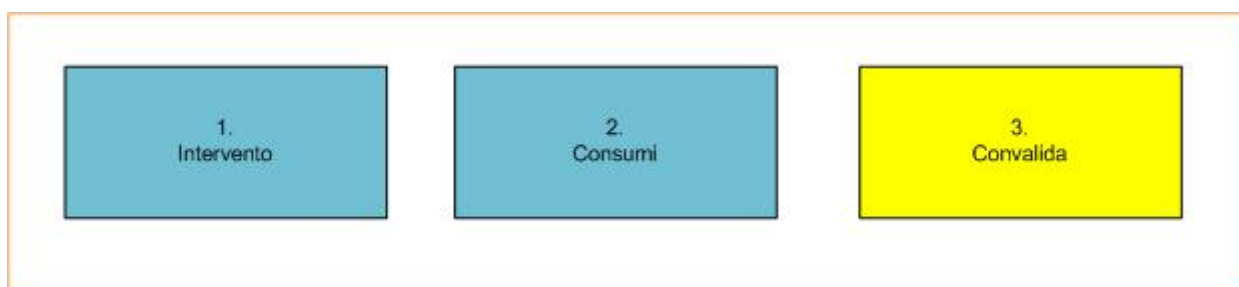 1.
Intervento
2.
Consumi
3.
Convalida